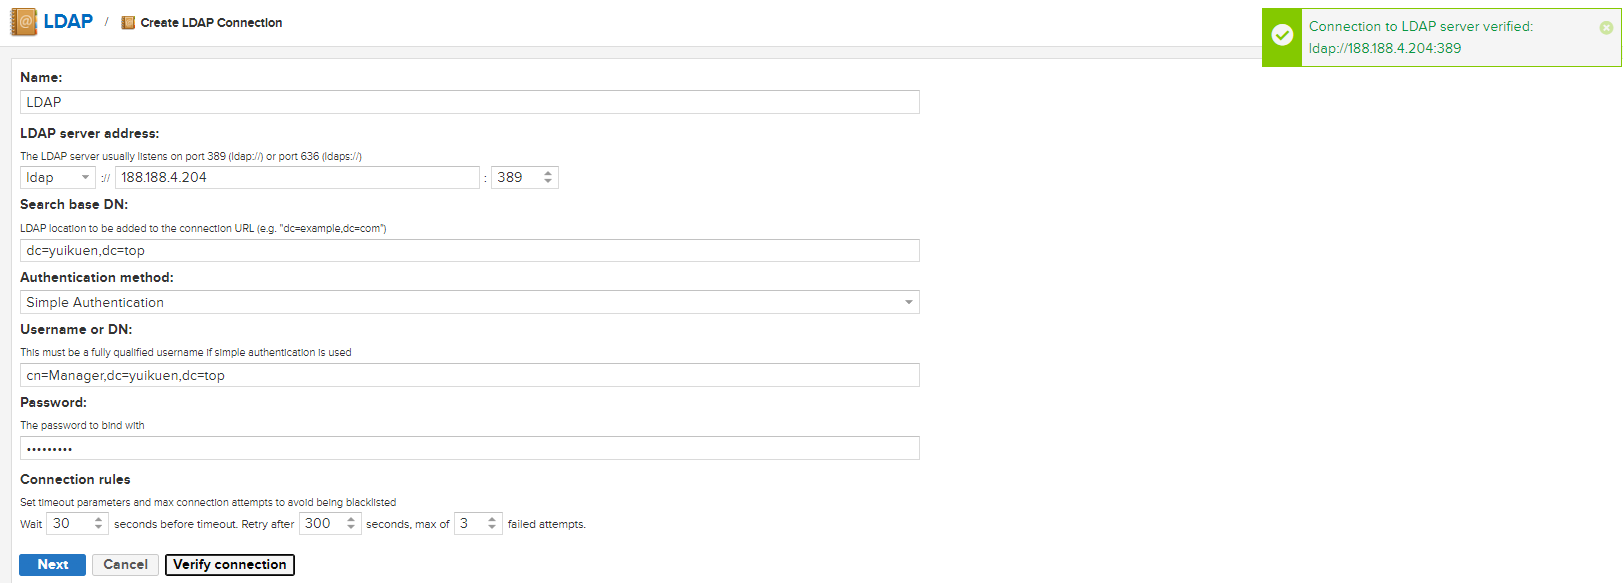 LDAP / Create LDAP Connection
Connection to LDAP server verified:
ldap://188.188.4.204:389
Name:
LDAP
LDAP server address:
The LDAP server usually listens on port 389 (ldap://) or port 636 (ldaps://)
ldap :// 188.188.4.204 : 389
Search base DN:
LDAP location to be added to the connection URL (e.g. "dc=example,dc=com")
dc=yuikuen,dc=top
Authentication method:
Simple Authentication
Username or DN:
This must be a fully qualified username if simple authentication is used
cn=Manager,dc=yuikuen,dc=top
Password:
The password to bind with
•••••••••
Connection rules
Set timeout parameters and max connection attempts to avoid being blacklisted
Wait 30 seconds before timeout. Retry after 300 seconds, max of 3 failed attempts.
Next Cancel Verify connection